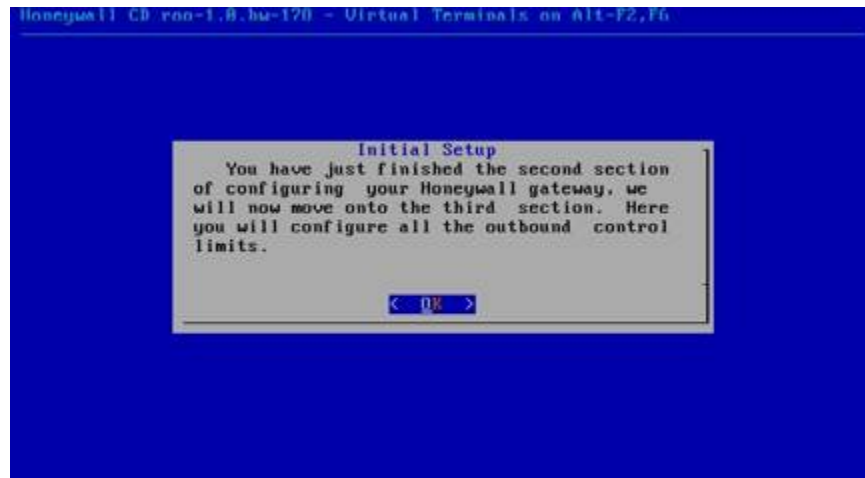 Honeywall CD roo-1.0.hw-170 - Virtual Terminals on Alt-F2,F6
Initial Setup
You have just finished the second section
of configuring your Honeywall gateway, we
will now move onto the third section. Here
you will configure all the outbound control
limits.
< OK >